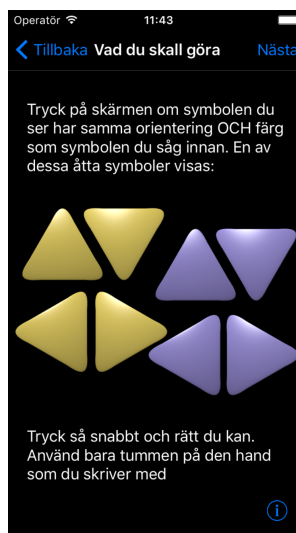 Operatör 11:43
Tillbaka Vad du skall göra Nästa
Tryck på skärmen om symbolen du
ser har samma orientering OCH färg
som symbolen du såg innan. En av
dessa åtta symboler visas:
Tryck så snabbt och rätt du kan.
Använd bara tummen på den hand
som du skriver med